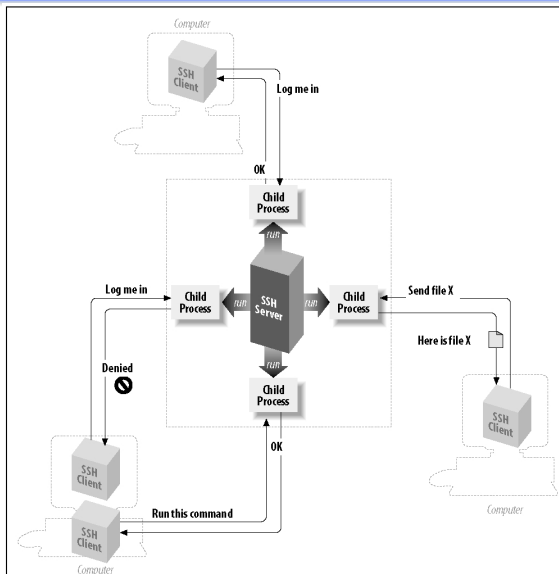 Computer
SSH
Client
Log me in
OK
Child
Process
run
Log me in
Child
Process
run
SSH
Server
run
Child
Process
Send file X
Here is file X
Denied
run
Child
Process
OK
SSH
Client
SSH
Client
Run this command
SSH
Client
Computer
Computer